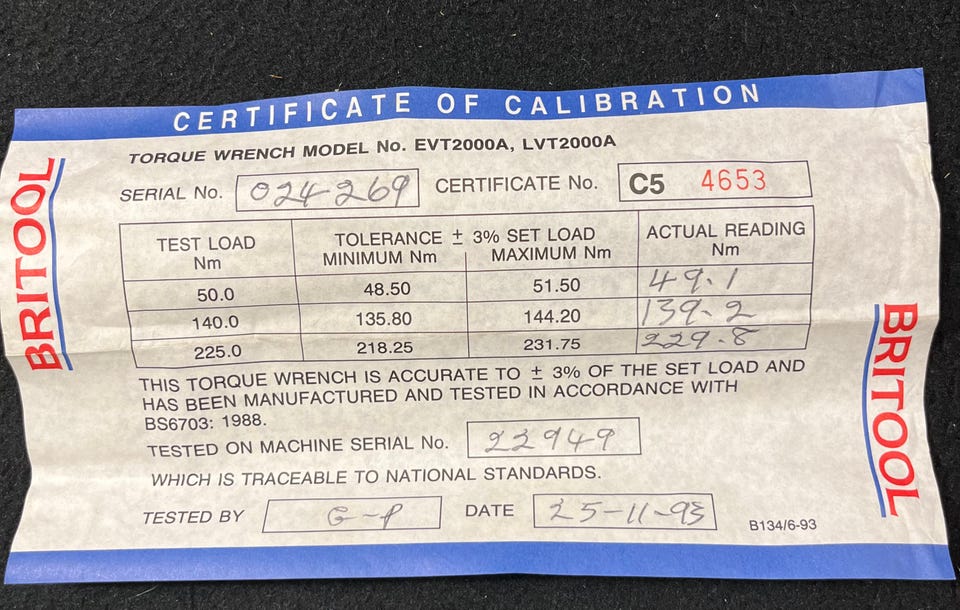 CERTIFICATE OF CALIBRATION
BRITOOL
TORQUE WRENCH MODEL No. EVT2000A, LVT2000A
SERIAL No. 024269 CERTIFICATE No. C5 4653
TEST LOAD Nm TOLERANCE ± 3% SET LOAD MINIMUM Nm MAXIMUM Nm ACTUAL READING Nm
50.0 48.50 51.50 49.1
140.0 135.80 144.20 139.2
225.0 218.25 231.75 229.8
THIS TORQUE WRENCH IS ACCURATE TO ± 3% OF THE SET LOAD AND
HAS BEEN MANUFACTURED AND TESTED IN ACCORDANCE WITH
BS6703: 1988.
TESTED ON MACHINE SERIAL No. 22949
WHICH IS TRACEABLE TO NATIONAL STANDARDS.
TESTED BY G-P DATE 25-11-93
B134/6-93
BRITOOL